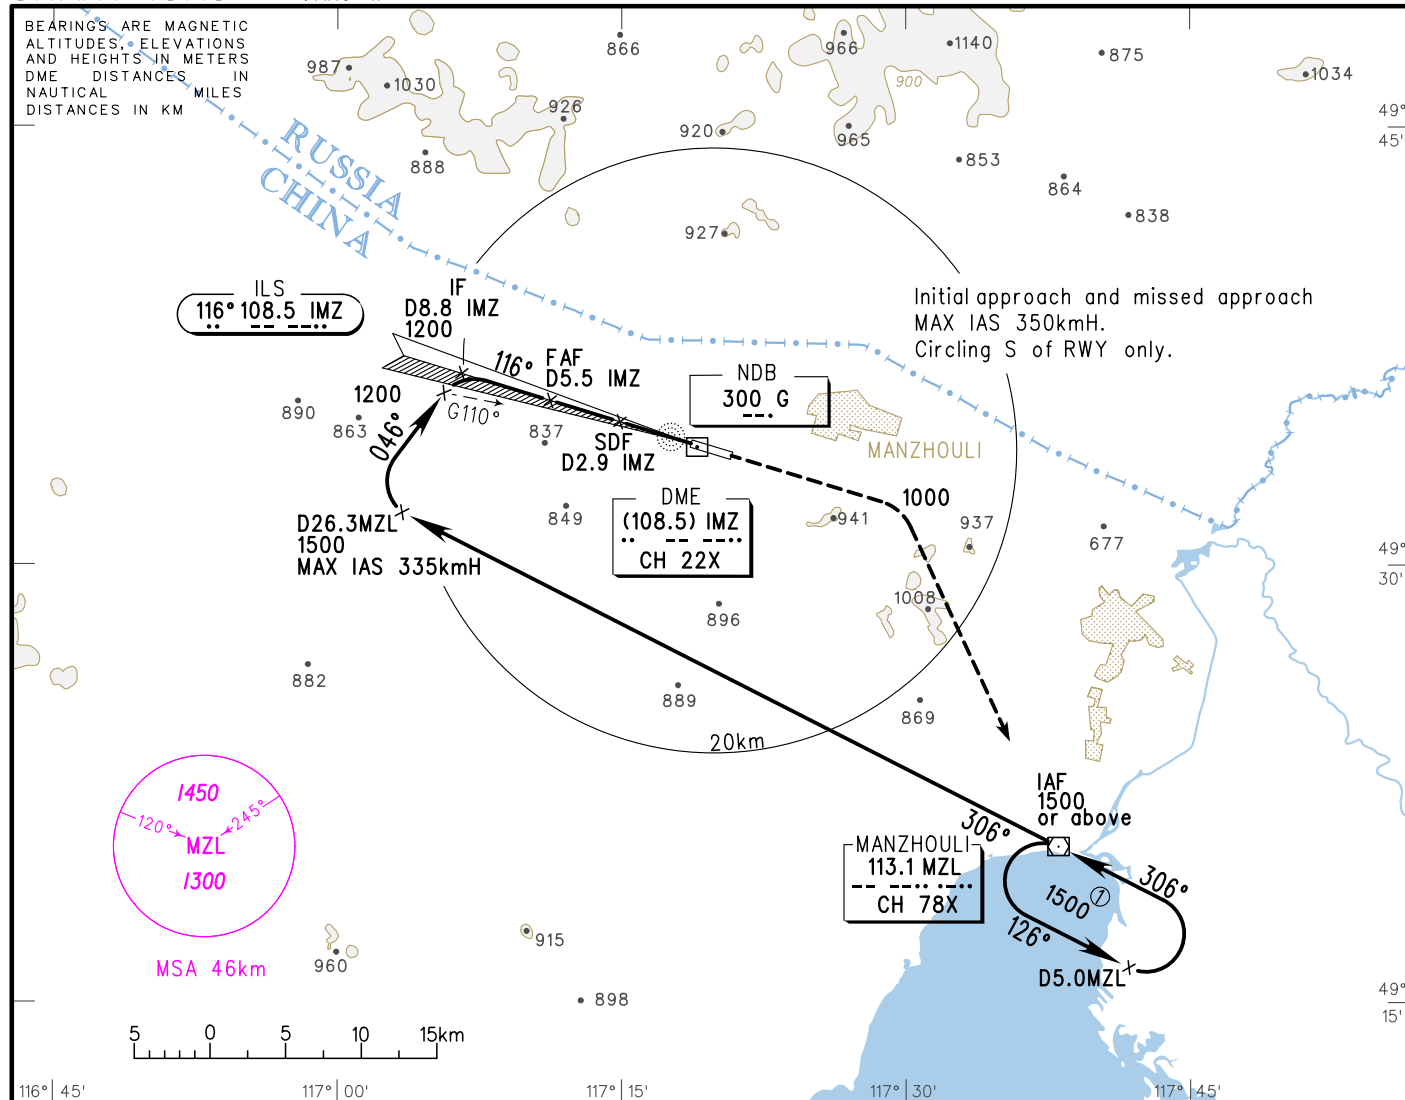 BEARINGS ARE MAGNETIC
ALTITUDES, ELEVATIONS
AND HEIGHTS IN METERS
DME DISTANCES IN
NAUTICAL MILES
DISTANCES IN KM
987
1030
866
926
888
966
1140
900
875
1034
920
965
853
864
838
927
49°
45'
RUSSIA
CHINA
ILS
116° 108.5 IMZ
IF
D8.8 IMZ
1200
Initial approach and missed approach
MAX IAS 350kmH.
Circling S of RWY only.
116°
FAF
D5.5 IMZ
NDB
300 G
1200
G110°
890
863
046°
837
SDF
D2.9 IMZ
MANZHOULI
DME
(108.5) IMZ
CH 22X
1000
D26.3MZL
1500
MAX IAS 335kmH
849
941
937
677
49°
30'
896
1008
882
889
869
20km
1450
120°
245°
MZL
1300
MSA 46km
IAF
1500
or above
306°
MANZHOULI
113.1 MZL
CH 78X
1500 ①
306°
126°
D5.0MZL
915
960
898
49°
15'
5 0 5 10 15km
116° 45'
117° 00'
117° 15'
117° 30'
117° 45'